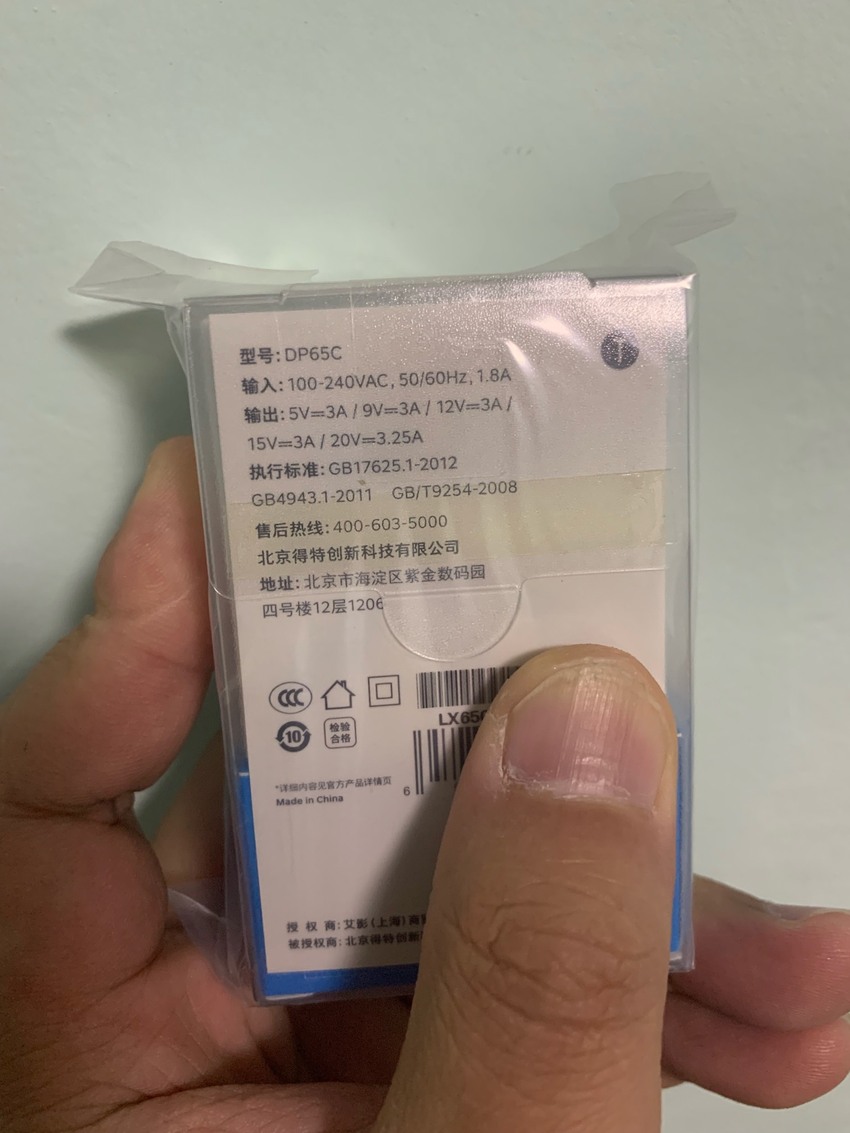 型号: DP65C
输入: 100-240VAC, 50/60Hz, 1.8A
输出: 5V⎓3A / 9V⎓3A / 12V⎓3A /
15V⎓3A / 20V⎓3.25A
执行标准: GB17625.1-2012
GB4943.1-2011 GB/T9254-2008
售后热线: 400-603-5000
北京得特创新科技有限公司
地址: 北京市海淀区紫金数码园
四号楼12层1206
CCC
10
检验
合格
LX65
6
*详细内容见官方产品详情页
Made in China
授 权 商: 艾影(上海)商
被授权商: 北京得特创新